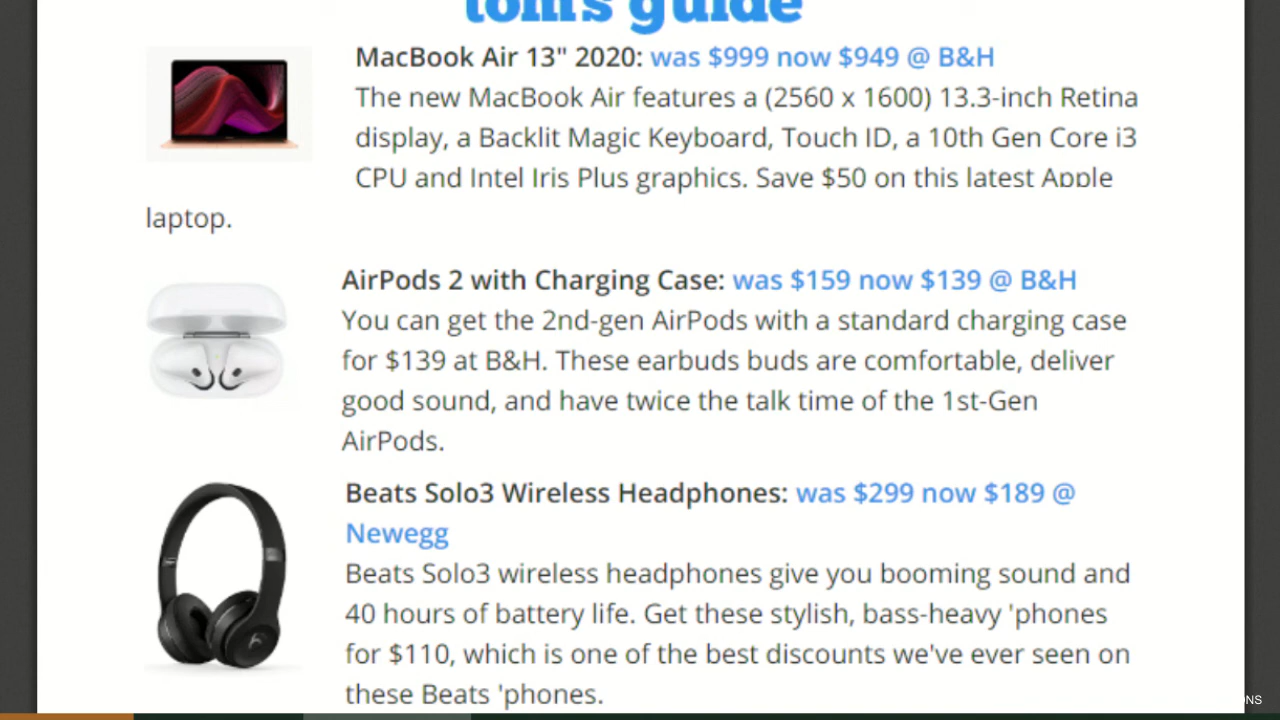 tom's guide
MacBook Air 13" 2020: was $999 now $949 @ B&H
The new MacBook Air features a (2560 x 1600) 13.3-inch Retina
display, a Backlit Magic Keyboard, Touch ID, a 10th Gen Core i3
CPU and Intel Iris Plus graphics. Save $50 on this latest Apple
laptop.
AirPods 2 with Charging Case: was $159 now $139 @ B&H
You can get the 2nd-gen AirPods with a standard charging case
for $139 at B&H. These earbuds buds are comfortable, deliver
good sound, and have twice the talk time of the 1st-Gen
AirPods.
Beats Solo3 Wireless Headphones: was $299 now $189 @
Newegg
Beats Solo3 wireless headphones give you booming sound and
40 hours of battery life. Get these stylish, bass-heavy 'phones
for $110, which is one of the best discounts we've ever seen on
these Beats 'phones.